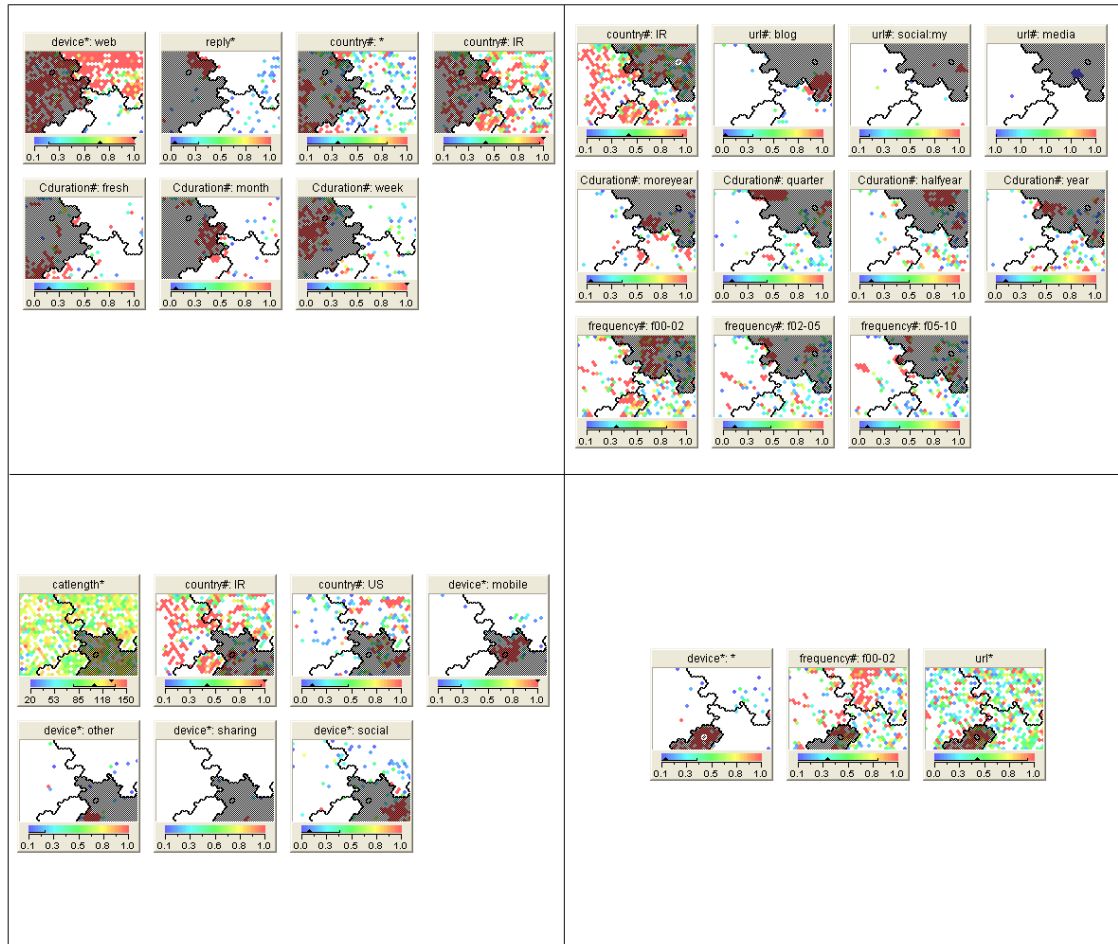 device*: web
reply*
country#: *
country#: IR
0.1 0.3 0.5 0.8 1.0
0.0 0.3 0.5 0.8 1.0
0.1 0.3 0.5 0.8 1.0
0.1 0.3 0.5 0.8 1.0
Cduration#: fresh
Cduration#: month
Cduration#: week
0.1 0.3 0.5 0.8 1.0
0.1 0.3 0.5 0.8 1.0
0.1 0.3 0.5 0.8 1.0
country#: IR
url#: blog
url#: social:my
url#: media
0.1 0.3 0.5 0.8 1.0
0.1 0.3 0.5 0.8 1.0
0.1 0.3 0.5 0.8 1.0
1.0 1.0 1.0 1.0
Cduration#: moreyear
Cduration#: quarter
Cduration#: halfyear
Cduration#: year
0.1 0.3 0.5 0.8 1.0
0.1 0.3 0.5 0.8 1.0
0.1 0.3 0.5 0.8 1.0
0.1 0.3 0.5 0.8 1.0
frequency#: f00-02
frequency#: f02-05
frequency#: f05-10
0.1 0.3 0.5 0.8 1.0
0.1 0.3 0.5 0.8 1.0
0.1 0.3 0.5 0.8 1.0
catlength*
country#: IR
country#: US
device*: mobile
20 53 85 118 150
0.1 0.3 0.5 0.8 1.0
0.1 0.3 0.5 0.8 1.0
0.1 0.3 0.5 0.8 1.0
device*: other
device*: sharing
device*: social
0.1 0.3 0.5 0.8 1.0
0.1 0.3 0.5 0.8 1.0
0.1 0.3 0.5 0.8 1.0
device*: *
frequency#: f00-02
url*
0.1 0.3 0.5 0.8 1.0
0.1 0.3 0.5 0.8 1.0
0.0 0.3 0.5 0.8 1.0